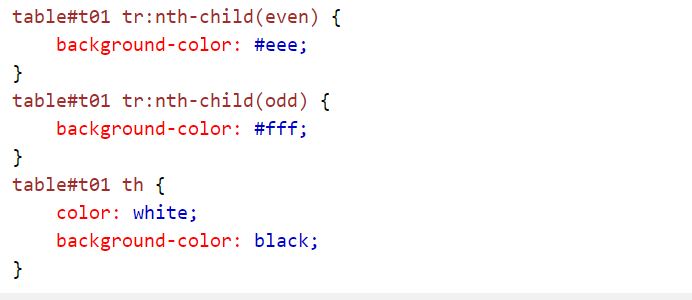 table#t01 tr:nth-child(even) {
    background-color: #eee;
}
table#t01 tr:nth-child(odd) {
    background-color: #fff;
}
table#t01 th {
    color: white;
    background-color: black;
}